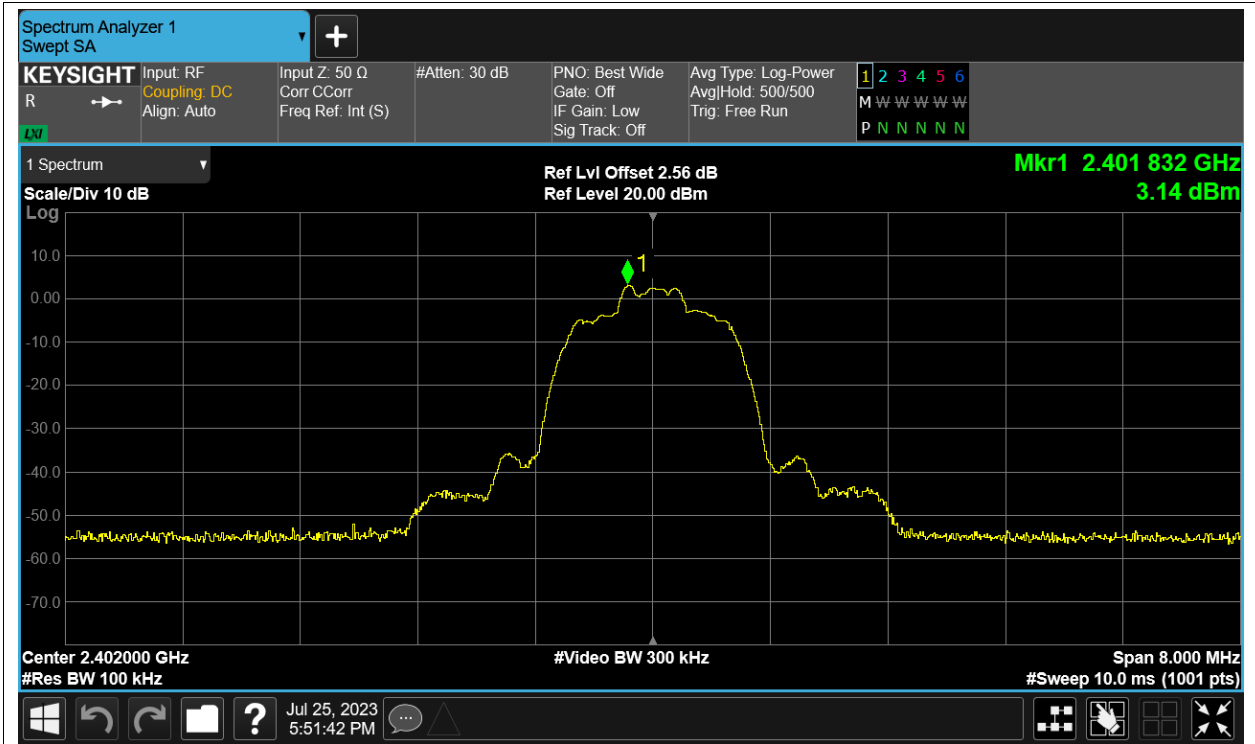 Spectrum Analyzer 1
Swept SA
+
KEYSIGHT
R
LXI
Input: RF
Coupling: DC
Align: Auto
Input Z: 50 Ω
Corr CCorr
Freq Ref: Int (S)
#Atten: 30 dB
PNO: Best Wide
Gate: Off
IF Gain: Low
Sig Track: Off
Avg Type: Log-Power
Avg|Hold: 500/500
Trig: Free Run
1 2 3 4 5 6
M W W W W W
P N N N N N
1 Spectrum
Scale/Div 10 dB
Log
Ref Lvl Offset 2.56 dB
Ref Level 20.00 dBm
Mkr1 2.401 832 GHz
3.14 dBm
1
10.0
0.00
-10.0
-20.0
-30.0
-40.0
-50.0
-60.0
-70.0
Center 2.402000 GHz
#Res BW 100 kHz
#Video BW 300 kHz
Span 8.000 MHz
#Sweep 10.0 ms (1001 pts)
?
Jul 25, 2023
5:51:42 PM